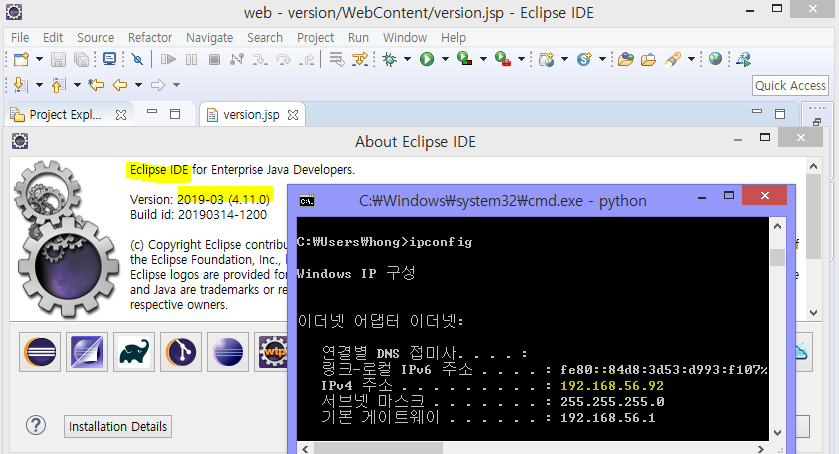 web - version/WebContent/version.jsp - Eclipse IDE
File Edit Source Refactor Navigate Search Project Run Window Help
Quick Access
Project Expl...
version.jsp
About Eclipse IDE
Eclipse IDE for Enterprise Java Developers.
Version: 2019-03 (4.11.0)
Build id: 20190314-1200
(c) Copyright Eclipse contribu
the Eclipse Foundation, Inc.,
Eclipse logos are provided for
and Java are trademarks or re
respective owners.
of
e
wtp
Installation Details
C:₩Windows₩system32₩cmd.exe - python
C:₩Users₩hong>ipconfig
Windows IP 구성
이더넷 어댑터 이더넷:
연결별 DNS 접미사. . . . :
링크-로컬 IPv6 주소 . . . . : fe80::84d8:3d53:d993:f107%
IPv4 주소 . . . . . . . . . : 192.168.56.92
서브넷 마스크 . . . . . . . : 255.255.255.0
기본 게이트웨이 . . . . . . : 192.168.56.1